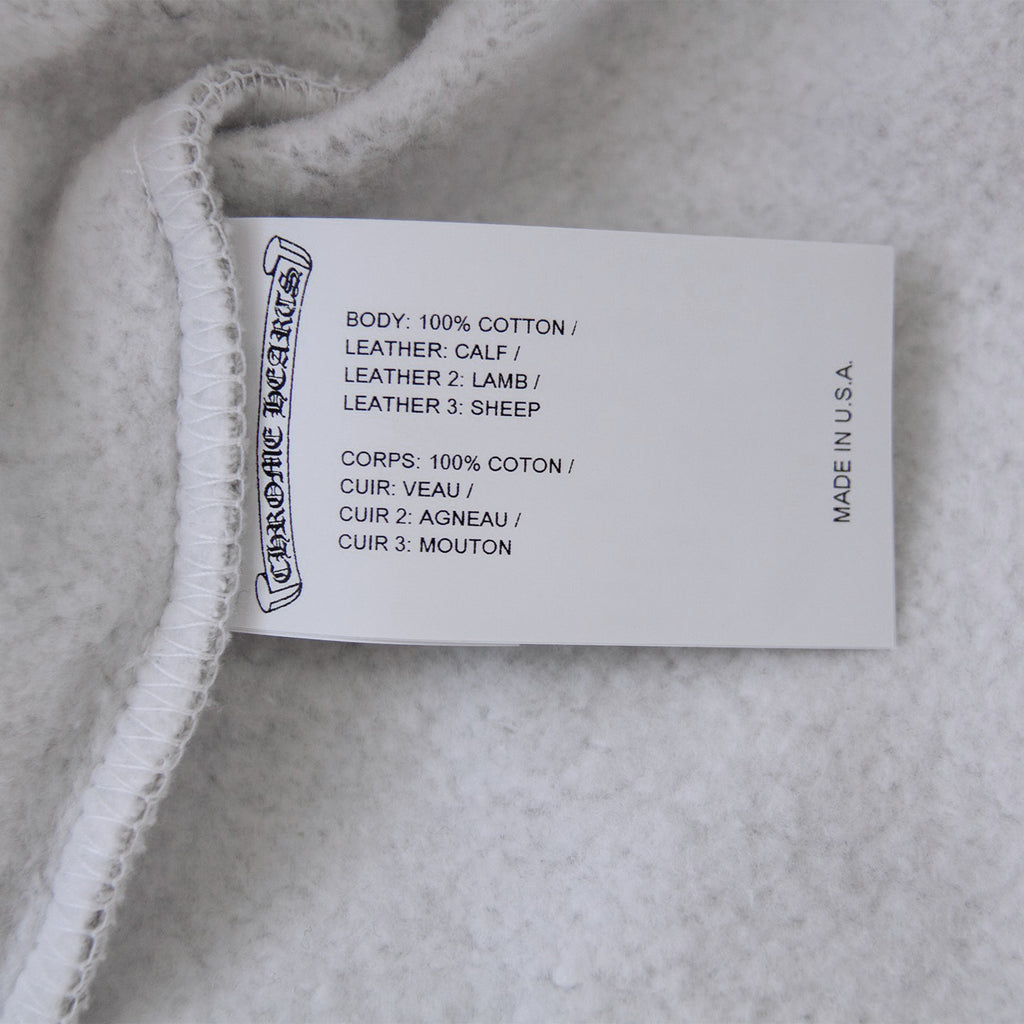 CHROME HEARTS
BODY: 100% COTTON /
LEATHER: CALF /
LEATHER 2: LAMB /
LEATHER 3: SHEEP
CORPS: 100% COTON /
CUIR: VEAU /
CUIR 2: AGNEAU /
CUIR 3: MOUTON
MADE IN U.S.A.